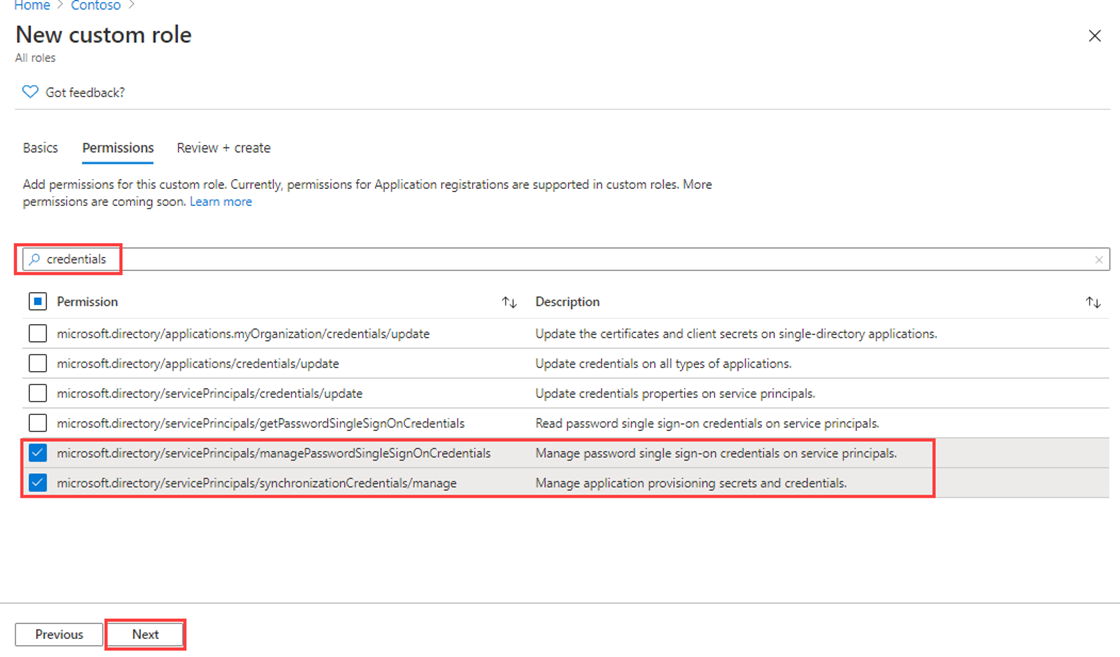 Home > Contoso >
New custom role
All roles
Got feedback?
Basics Permissions Review + create
Add permissions for this custom role. Currently, permissions for Application registrations are supported in custom roles. More
permissions are coming soon. Learn more
credentials
Permission Description
microsoft.directory/applications.myOrganization/credentials/update Update the certificates and client secrets on single-directory applications.
microsoft.directory/applications/credentials/update Update credentials on all types of applications.
microsoft.directory/servicePrincipals/credentials/update Update credentials properties on service principals.
microsoft.directory/servicePrincipals/getPasswordSingleSignOnCredentials Read password single sign-on credentials on service principals.
microsoft.directory/servicePrincipals/managePasswordSingleSignOnCredentials Manage password single sign-on credentials on service principals.
microsoft.directory/servicePrincipals/synchronizationCredentials/manage Manage application provisioning secrets and credentials.
Previous Next